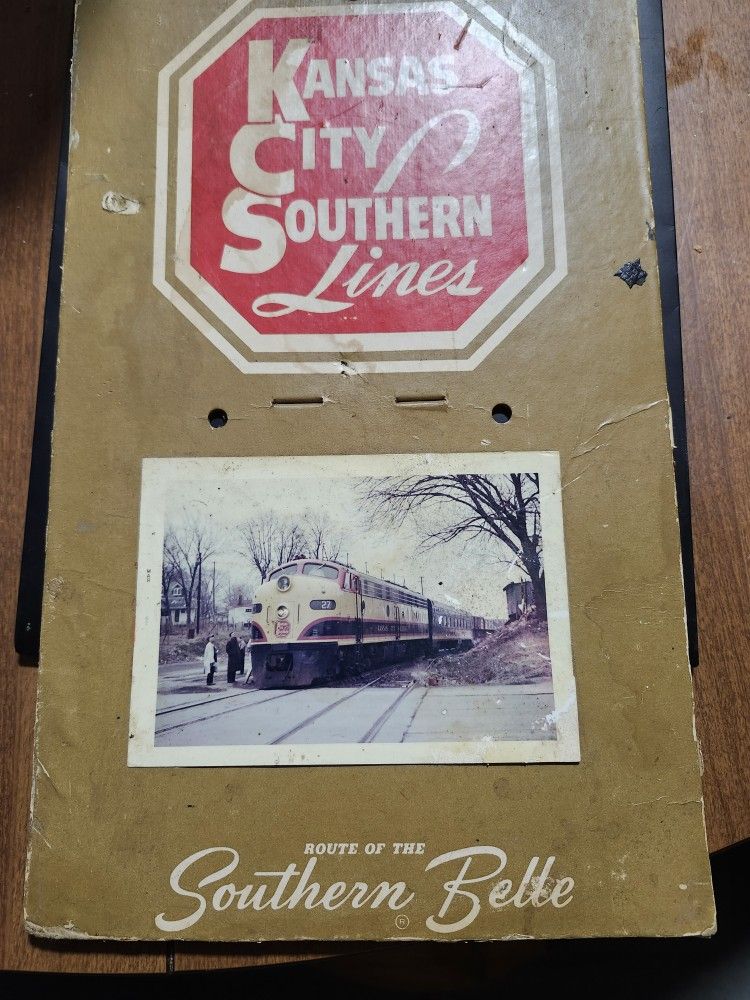 KANSAS
CITY
SOUTHERN
Lines
27
ROUTE OF THE
Southern Belle
®